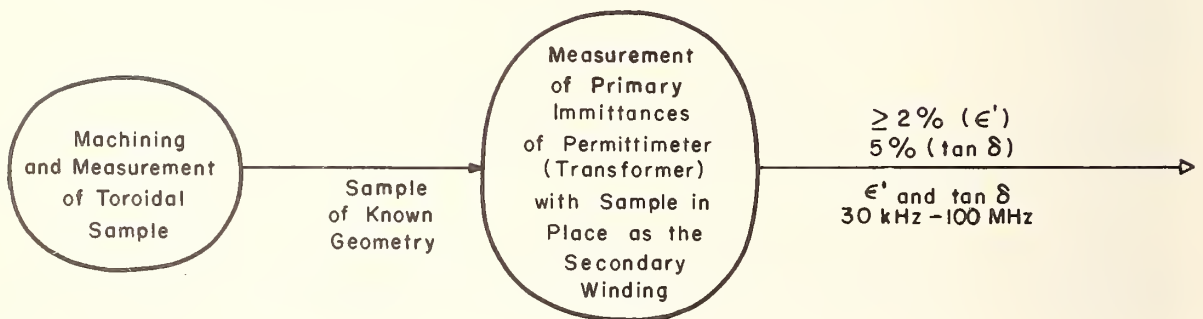 Machining
and Measurement
of Toroidal
Sample
Sample
of Known
Geometry
Measurement
of Primary
Immittances
of Permittimeter
(Transformer)
with Sample in
Place as the
Secondary
Winding
≥ 2% (ϵ')
5% (tan δ)
ϵ' and tan δ
30 kHz-100 MHz